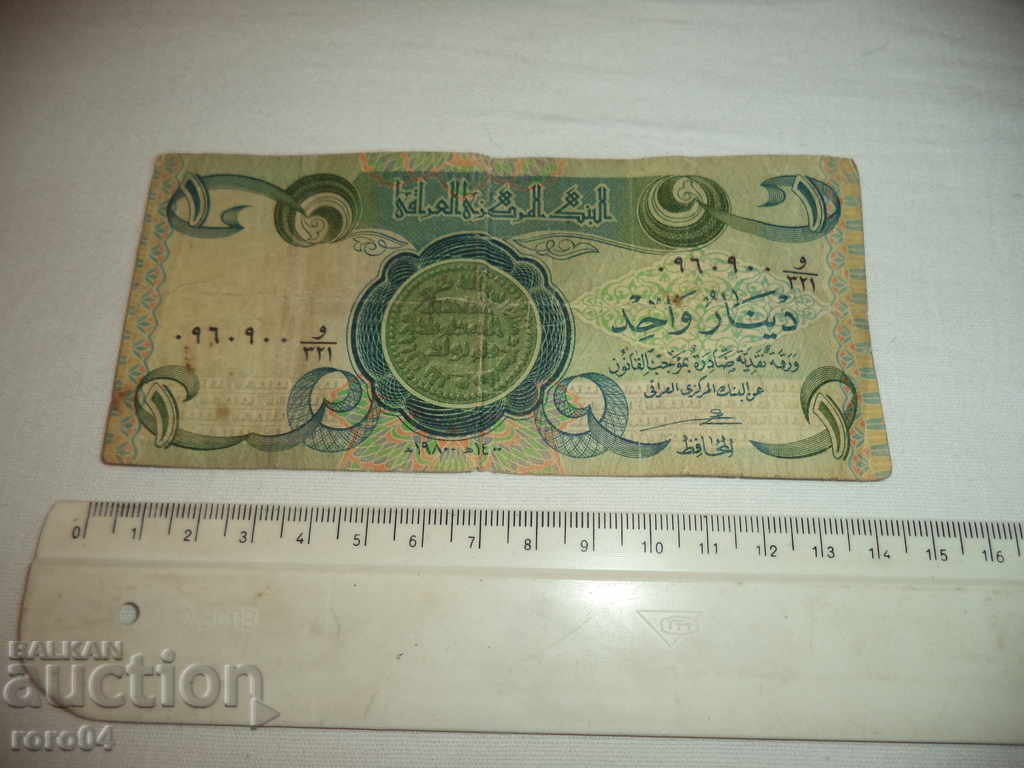 البنك المركزي العراقي
٠٩٦٠٩٠٠ و/٣٢١
دينار واحد
٠٩٦٠٩٠٠ و/٣٢١
ورقة نقدية صادرة بموجب القانون
عن البنك المركزي العراقي
المحافظ
١٤٠٠هـ - ١٩٨٠م
0 1 2 3 4 5 6 7 8 9 10 11 12 13 14 15 16
BALKAN
auction
roro04